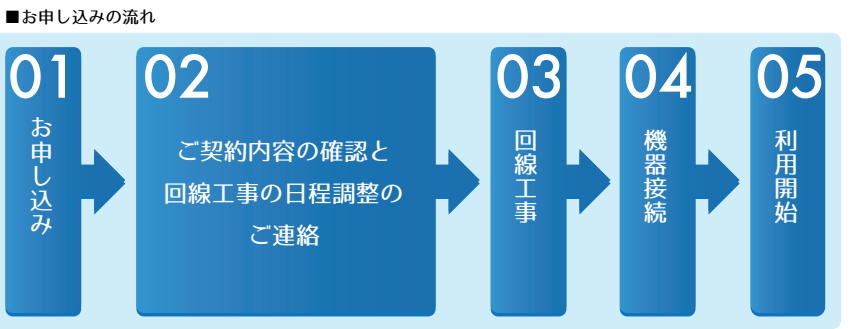 ■お申し込みの流れ
01
お申し込み
02
ご契約内容の確認と
回線工事の日程調整の
ご連絡
03
回線工事
04
機器接続
05
利用開始